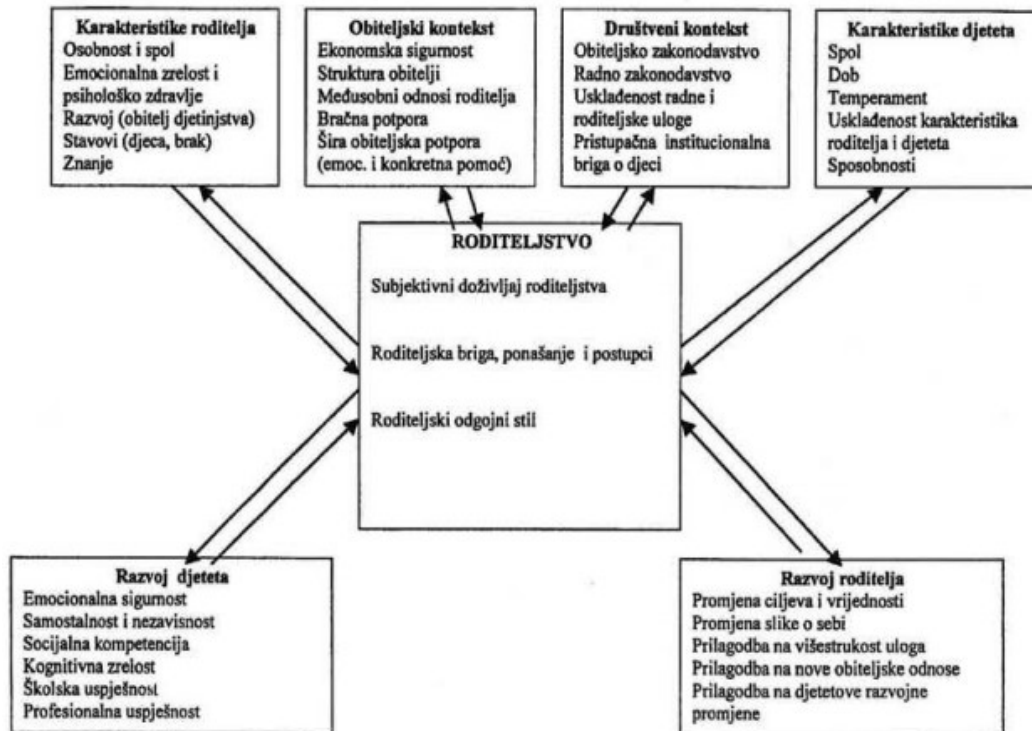 Karakteristike roditelja
Osobnost i spol
Emocionalna zrelost i
psihološko zdravlje
Razvoj (obitelj djetinjstva)
Stavovi (djeca, brak)
Znanje
Obiteljski kontekst
Ekonomska sigurnost
Struktura obitelji
Međusobni odnosi roditelja
Bračna potpora
Šira obiteljska potpora
(emoc. i konkretna pomoć)
Društveni kontekst
Obiteljsko zakonodavstvo
Radno zakonodavstvo
Usklađenost radne i
roditeljske uloge
Pristupačna institucionalna
briga o djeci
Karakteristike djeteta
Spol
Dob
Temperament
Usklađenost karakteristika
roditelja i djeteta
Sposobnosti
RODITELJSTVO
Subjektivni doživljaj roditeljstva
Roditeljska briga, ponašanje i postupci
Roditeljski odgojni stil
Razvoj djeteta
Emocionalna sigurnost
Samostalnost i nezavisnost
Socijalna kompetencija
Kognitivna zrelost
Školska uspješnost
Profesionalna uspješnost
Razvoj roditelja
Promjena ciljeva i vrijednosti
Promjena slike o sebi
Prilagodba na višestrukost uloga
Prilagodba na nove obiteljske odnose
Prilagodba na djetetove razvojne
promjene